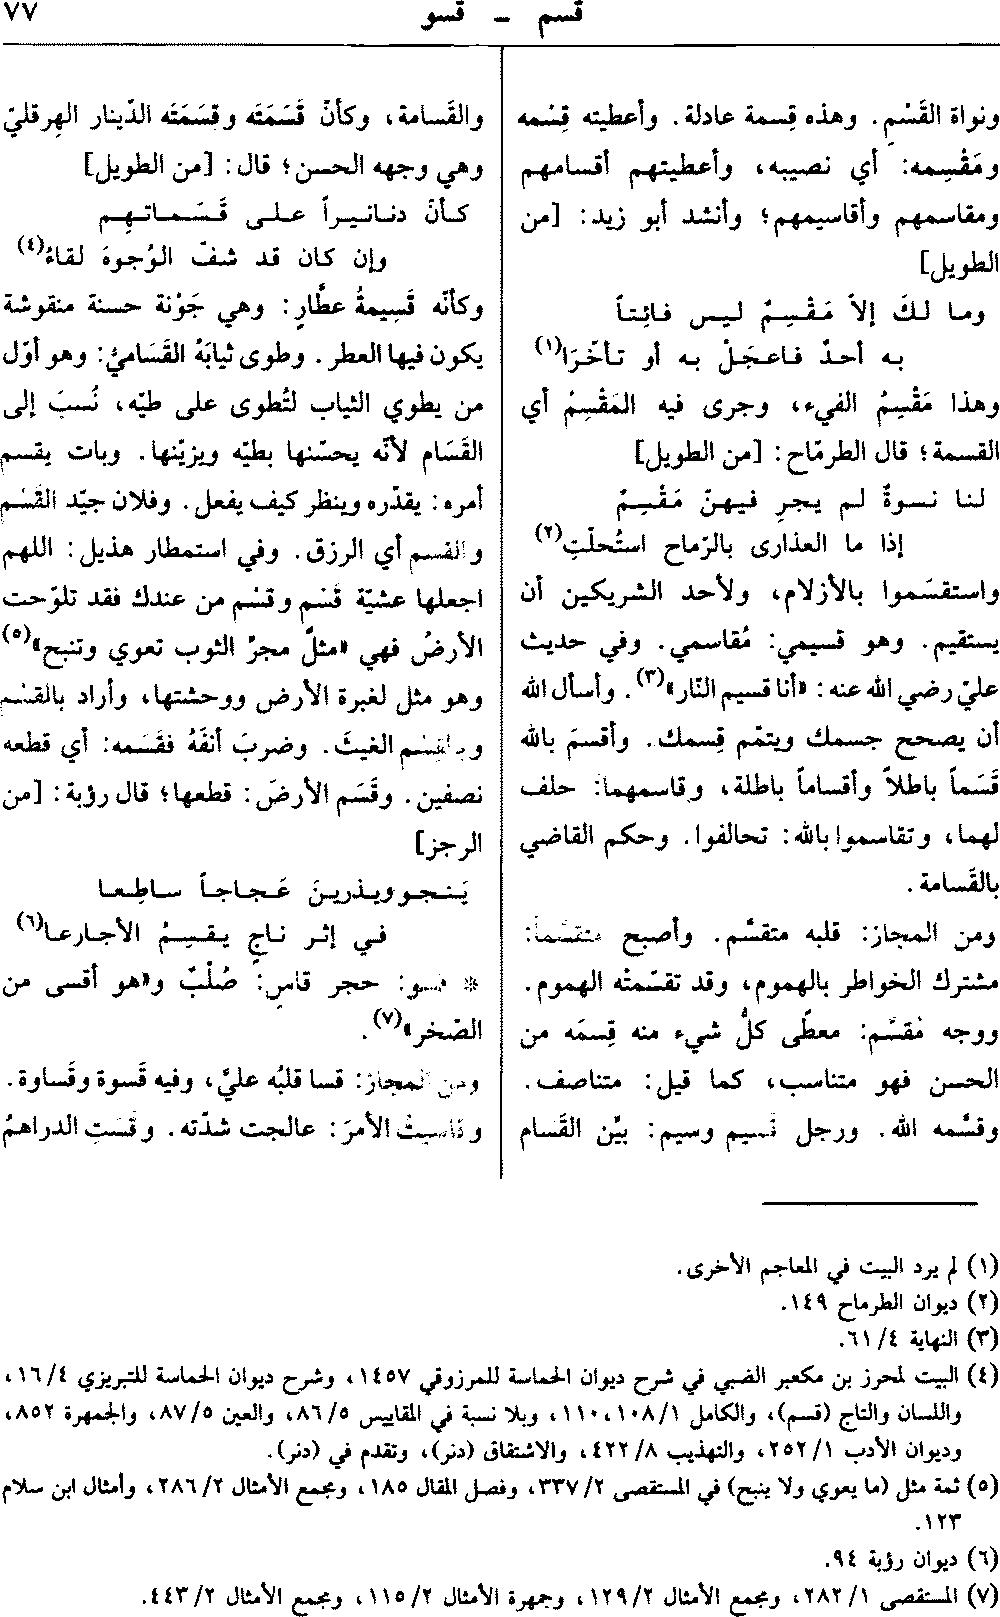 قسم - قسو
٧٧
ونواة القَسْمِ. وهذه قِسمة عادلة. وأعطيته قِسْمه
ومَقْسِمه: أي نصيبه، وأعطيتهم أقسامهم
ومقاسمهم وأقاسيمهم؛ وأنشد أبو زيد: [من
الطويل]
وما لكَ إلاّ مَقْسِمٌ ليس فائِتاً
به أحدٌ فاعجَلْ به أو تأخّرَا(١)
وهذا مَقْسِمُ الفيء، وجرى فيه المَقْسِمُ أي
القسمة؛ قال الطرمّاح: [من الطويل]
لنا نسوةٌ لم يجرِ فيهنّ مَقْسِمٌ
إذا ما العذارى بالرّماح استُحلّتِ(٢)
واستقسَموا بالأزلام، ولأحد الشريكين أن
يستقيم. وهو قسيمي: مُقاسمي. وفي حديث
عليّ رضي الله عنه: «أنا قسيم النّار»(٣). وأسأل الله
أن يصحح جسمك ويتمّم قِسمك. وأقسمَ بالله
قَسَماً باطلاً وأقساماً باطلة، وقاسمهما: حلف
لهما، وتقاسموا بالله: تحالفوا. وحكم القاضي
بالقَسامة.
ومن المجاز: قلبه متقسَّم. وأصبح متقسَّماً:
مشترك الخواطر بالهموم، وقد تقسّمتْه الهموم.
ووجه مُقسَّم: معطًى كلُّ شيء منه قِسمَه من
الحسن فهو متناسب، كما قيل: متناصف.
وقسَّمه الله. ورجل قسيم وسيم: بيّن القَسام
والقَسامة، وكأنّ قَسَمَتَه وقسَمَتَه الدّينار الهِرقليّ
وهي وجهه الحسن؛ قال: [من الطويل]
كأنّ دنانيراً على قَسَماتهِم
وإن كان قد شفّ الوُجوهَ لقاءُ(٤)
وكأنّه قَسِيمةُ عطّارٍ: وهي جَوْنة حسنة منقوشة
يكون فيها العطر. وطوى ثيابَهُ القَسَاميُّ: وهو أوّل
من يطوي الثياب لتُطوى على طيّه، نُسبَ إلى
القَسَام لأنّه يحسّنها بطيّه ويزيّنها. وبات يقسم
أمره: يقدّره وينظر كيف يفعل. وفلان جيّد القَسْم
والقسم أي الرزق. وفي استمطار هذيل: اللهم
اجعلها عشيّة قَسْم وقسْم من عندك فقد تلوّحت
الأرضُ فهي «مثلُ مجرِّ الثوب تعوي وتنبح»(٥)
وهو مثل لغبرة الأرض ووحشتها، وأراد بالقسْم
وبالقِسْم الغيثَ. وضربَ أنفَهُ فقَسَمه: أي قطعه
نصفين. وقَسَم الأرضَ: قطعها؛ قال رؤبة: [من
الرجز]
يَنجو ويذرينَ عَجاجاً ساطِعا
في إثر ناجٍ يقسِمُ الأجارعا(٦)
* قسو: حجر قاسٍ: صُلْبٌ و«هو أقسى من
الصّخر»(٧).
ومن المجاز: قسا قلبُه عليَّ، وفيه قَسوة وقَساوة.
وقاسيتُ الأمرَ: عالجت شدّته. وقَسَتِ الدراهمُ
(١) لم يرد البيت في المعاجم الأخرى.
(٢) ديوان الطرماح ١٤٩.
(٣) النهاية ٤/ ٦١.
(٤) البيت لمحرز بن مكعبر الضبي في شرح ديوان الحماسة للمرزوقي ١٤٥٧، وشرح ديوان الحماسة للتبريزي ٤/ ١٦،
واللسان والتاج (قسم)، والكامل ١/ ١٠٨، ١١٠، وبلا نسبة في المقاييس ٥/ ٨٦، والعين ٥/ ٨٧، والجمهرة ٨٥٢،
وديوان الأدب ١/ ٢٥٢، والتهذيب ٨/ ٤٢٢، والاشتقاق (دنر)، وتقدم في (دنر).
(٥) ثمة مثل (ما يعوي ولا ينبح) في المستقصى ٢/ ٣٣٧، وفصل المقال ١٨٥، ومجمع الأمثال ٢/ ٢٨٦، وأمثال ابن سلام
١٢٣.
(٦) ديوان رؤبة ٩٤.
(٧) المستقصى ١/ ٢٨٢، ومجمع الأمثال ٢/ ١٢٩، وجمهرة الأمثال ٢/ ١١٥، ومجمع الأمثال ٢/ ٤٤٣.